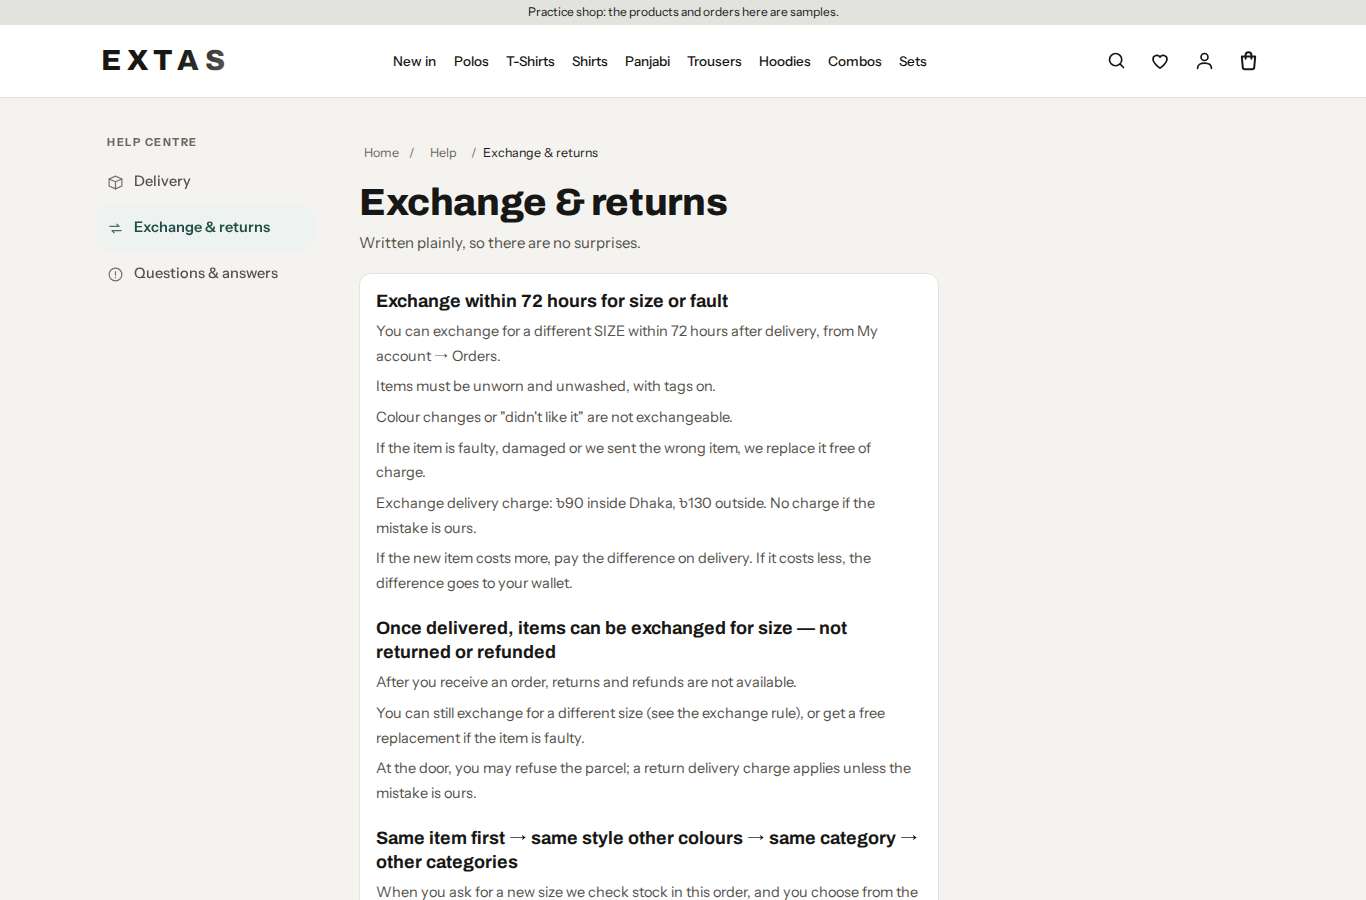 Practice shop: the products and orders here are samples.
EXTAS
New in Polos T-Shirts Shirts Panjabi Trousers Hoodies Combos Sets
HELP CENTRE
Delivery
Exchange & returns
Questions & answers
Home / Help / Exchange & returns
Exchange & returns
Written plainly, so there are no surprises.
Exchange within 72 hours for size or fault
You can exchange for a different SIZE within 72 hours after delivery, from My
account → Orders.
Items must be unworn and unwashed, with tags on.
Colour changes or "didn't like it" are not exchangeable.
If the item is faulty, damaged or we sent the wrong item, we replace it free of
charge.
Exchange delivery charge: ৳90 inside Dhaka, ৳130 outside. No charge if the
mistake is ours.
If the new item costs more, pay the difference on delivery. If it costs less, the
difference goes to your wallet.
Once delivered, items can be exchanged for size — not
returned or refunded
After you receive an order, returns and refunds are not available.
You can still exchange for a different size (see the exchange rule), or get a free
replacement if the item is faulty.
At the door, you may refuse the parcel; a return delivery charge applies unless the
mistake is ours.
Same item first → same style other colours → same category →
other categories
When you ask for a new size we check stock in this order, and you choose from the